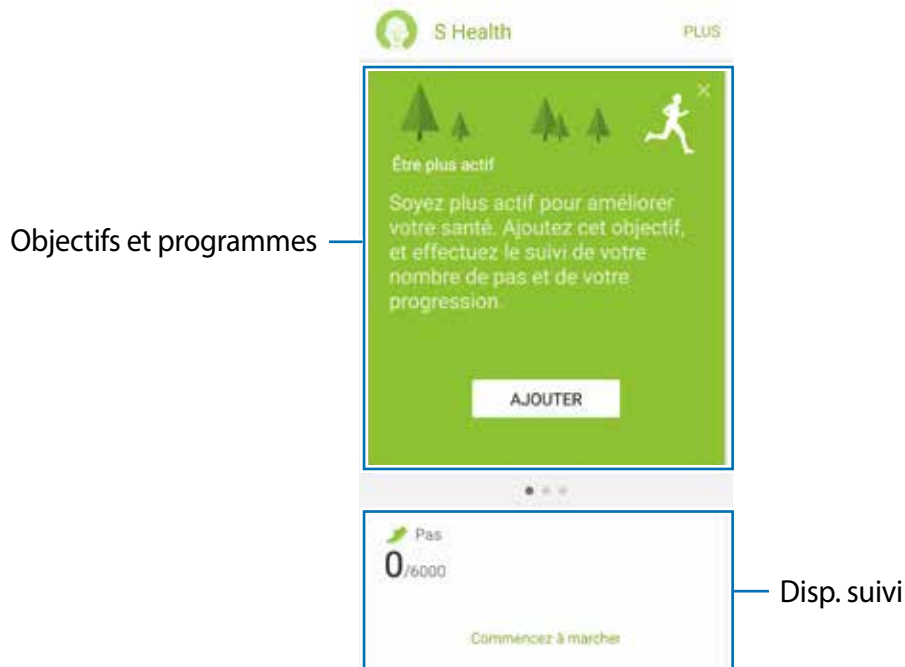 S Health PLUS
Être plus actif
Soyez plus actif pour améliorer
votre santé. Ajoutez cet objectif,
et effectuez le suivi de votre
nombre de pas et de votre
progression.
Objectifs et programmes
AJOUTER
Pas
0/6000
Disp. suivi
Commencez à marcher